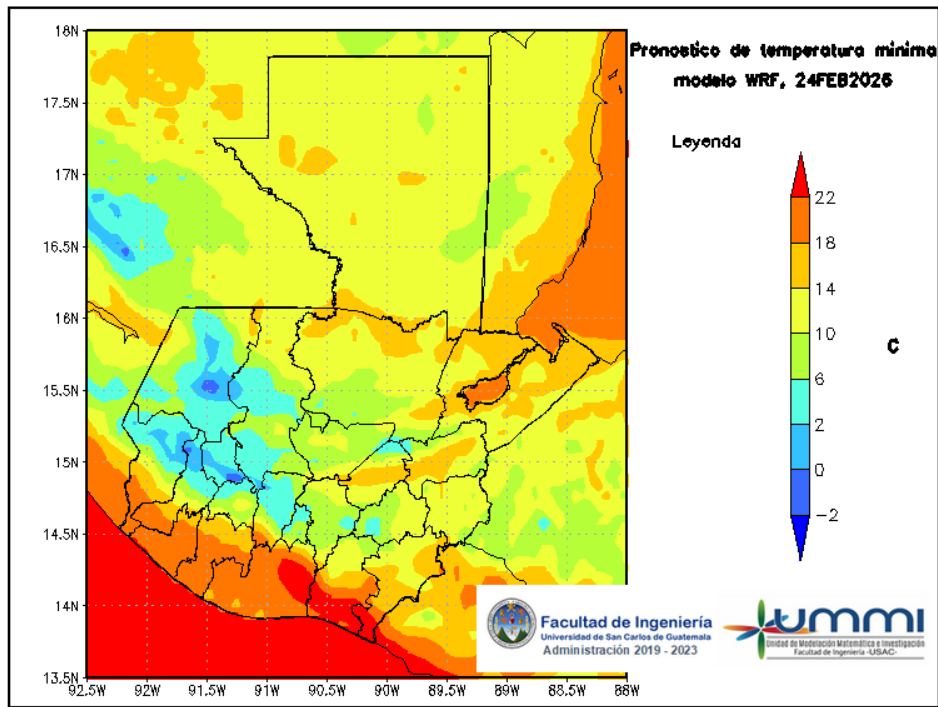 Pronostico de temperatura minima
modelo WRF, 24FEB2026
Leyenda
22
18
14
10
6
2
0
−2
C
18N
17.5N
17N
16.5N
16N
15.5N
15N
14.5N
14N
13.5N
92.5W
92W
91.5W
91W
90.5W
90W
89.5W
89W
88.5W
88W
Facultad de Ingeniería
Universidad de San Carlos de Guatemala
Administración 2019 - 2023
ummi
Unidad de Modelación Matemática e Investigación
Facultad de Ingeniería -USAC-